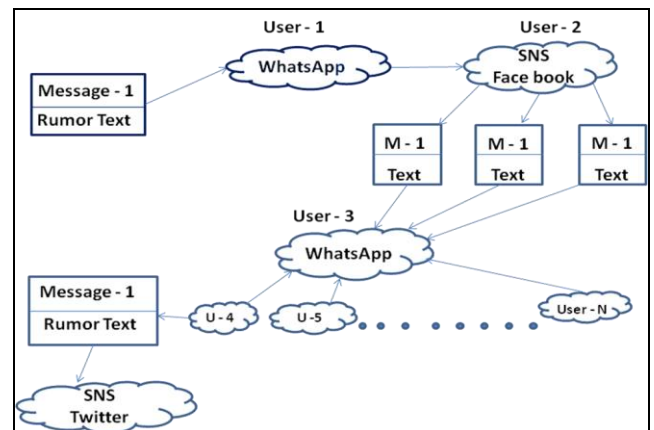 User - 1
User - 2
WhatsApp
SNS
Face book
Message - 1
Rumor Text
M - 1
Text
M - 1
Text
M - 1
Text
User - 3
WhatsApp
Message - 1
Rumor Text
U - 4
U -5
User - N
SNS
Twitter